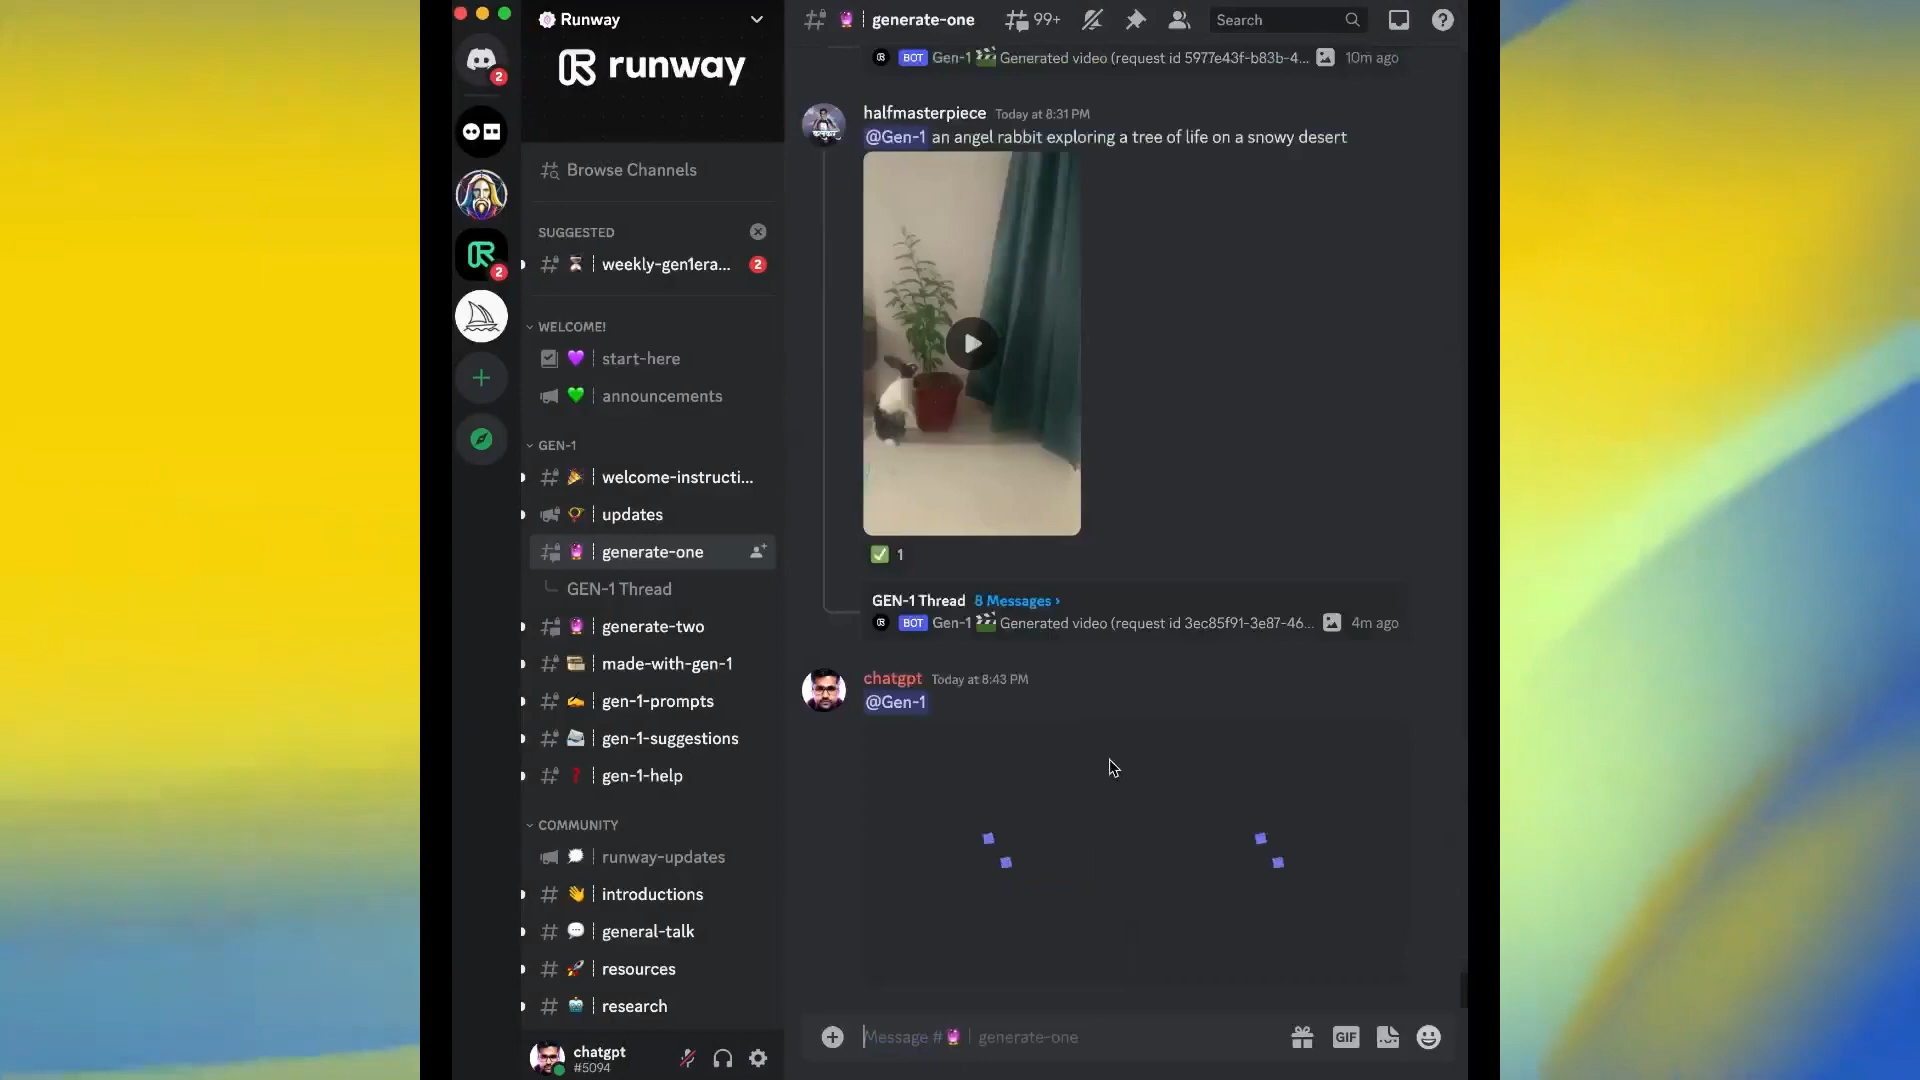 Runway
runway
Browse Channels
SUGGESTED
weekly-gen1era...
2
2
2
WELCOME!
start-here
announcements
GEN-1
welcome-instructi...
updates
generate-one
GEN-1 Thread
generate-two
made-with-gen-1
gen-1-prompts
gen-1-suggestions
gen-1-help
COMMUNITY
runway-updates
introductions
general-talk
resources
research
chatgpt
#5094
generate-one
99+
Search
BOT Gen-1 Generated video (request id 5977e43f-b83b-4... 10m ago
halfmasterpiece Today at 8:31 PM
@Gen-1 an angel rabbit exploring a tree of life on a snowy desert
1
GEN-1 Thread 8 Messages ›
BOT Gen-1 Generated video (request id 3ec85f91-3e87-46... 4m ago
chatgpt Today at 8:43 PM
@Gen-1
Message # generate-one
GIF